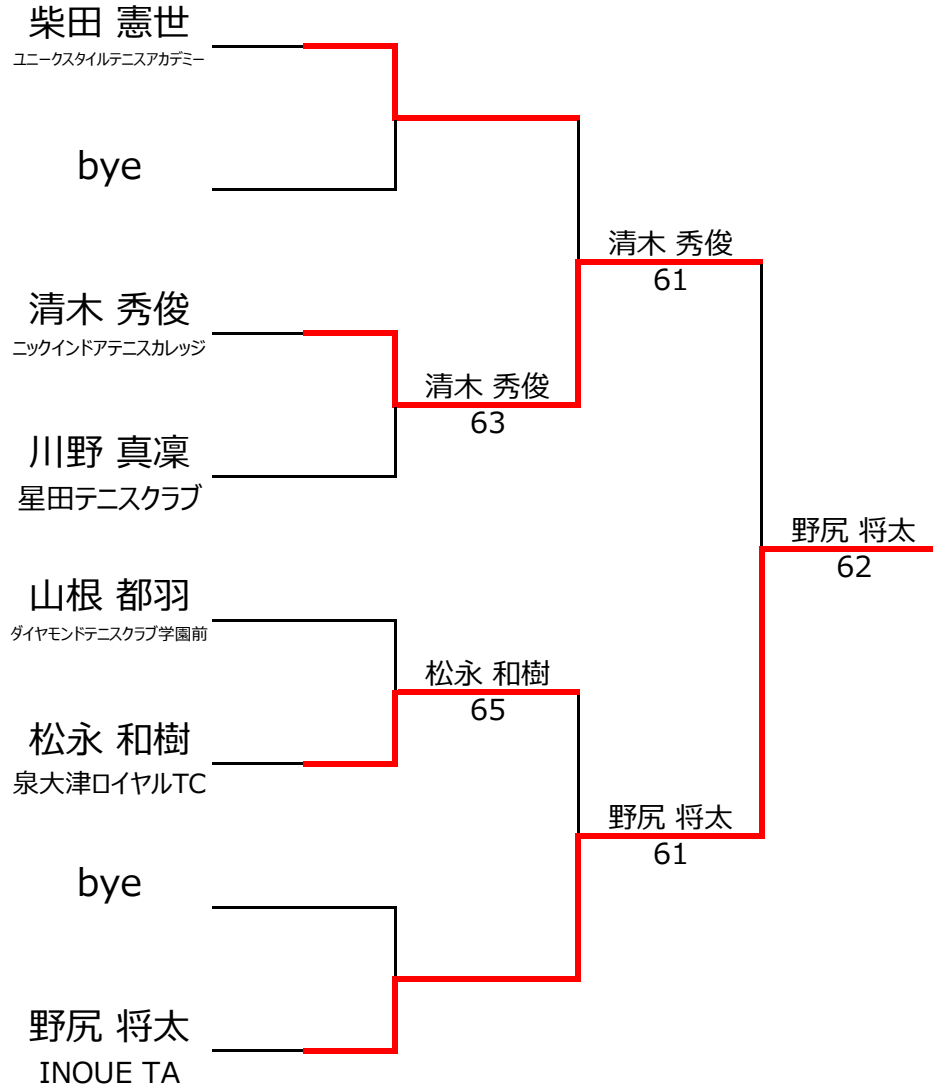 柴田 憲世
ユニークスタイルテニスアカデミー
bye
清木 秀俊
ニックインドアテニスカレッジ
川野 真凜
星田テニスクラブ
山根 都羽
ダイヤモンドテニスクラブ学園前
松永 和樹
泉大津ロイヤルTC
bye
野尻 将太
INOUE TA
清木 秀俊
63
松永 和樹
65
清木 秀俊
61
野尻 将太
61
野尻 将太
62